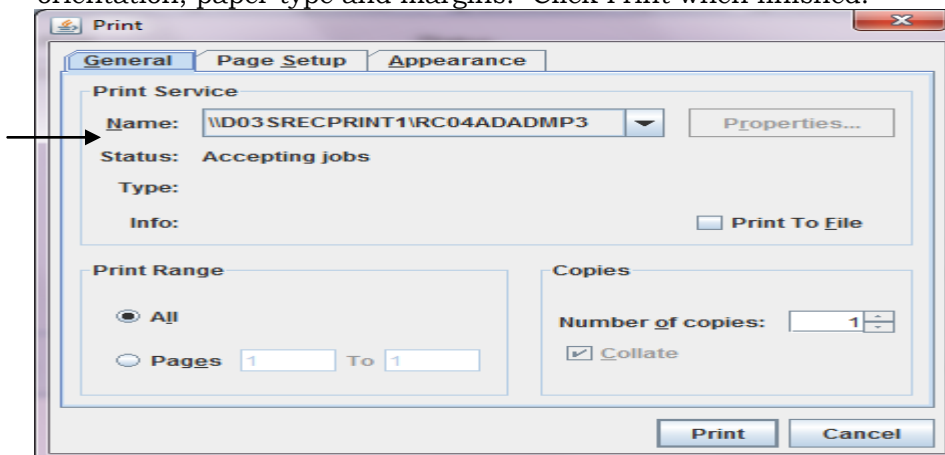 orientation, paper type and margins. Click Print when finished.
Print
General Page Setup Appearance
Print Service
Name: \\D03SRECPRINT1\RC04ADADMP3 Properties...
Status: Accepting jobs
Type:
Info: Print To File
Print Range
All
Pages 1 To 1
Copies
Number of copies: 1
Collate
Print Cancel